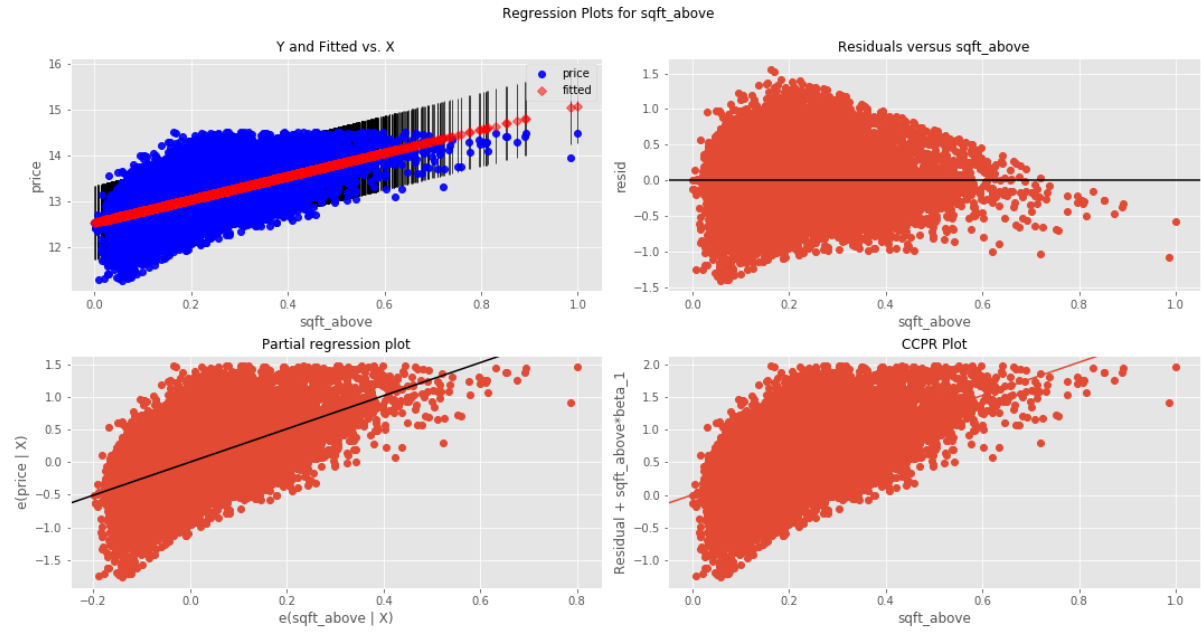 Regression Plots for sqft_above
Y and Fitted vs. X
price
16
15
14
13
12
price
fitted
0.0 0.2 0.4 0.6 0.8 1.0
sqft_above
Residuals versus sqft_above
resid
1.5
1.0
0.5
0.0
−0.5
−1.0
−1.5
0.0 0.2 0.4 0.6 0.8 1.0
sqft_above
Partial regression plot
e(price | X)
1.5
1.0
0.5
0.0
−0.5
−1.0
−1.5
−0.2 0.0 0.2 0.4 0.6 0.8
e(sqft_above | X)
CCPR Plot
Residual + sqft_above*beta_1
2.0
1.5
1.0
0.5
0.0
−0.5
−1.0
0.0 0.2 0.4 0.6 0.8 1.0
sqft_above